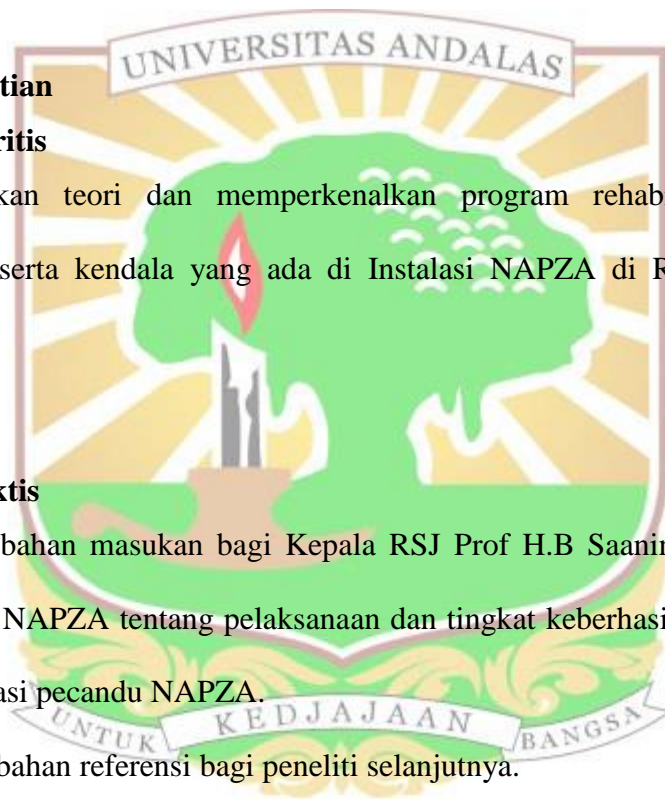 UNIVERSITAS ANDALAS
tian
ritis
kan teori dan memperkenalkan program rehab
serta kendala yang ada di Instalasi NAPZA di R
ktis
bahan masukan bagi Kepala RSJ Prof H.B Saanin
NAPZA tentang pelaksanaan dan tingkat keberhasi
asi pecandu NAPZA.
UNTUK KEDJAJAAN BANGSA
bahan referensi bagi peneliti selanjutnya.